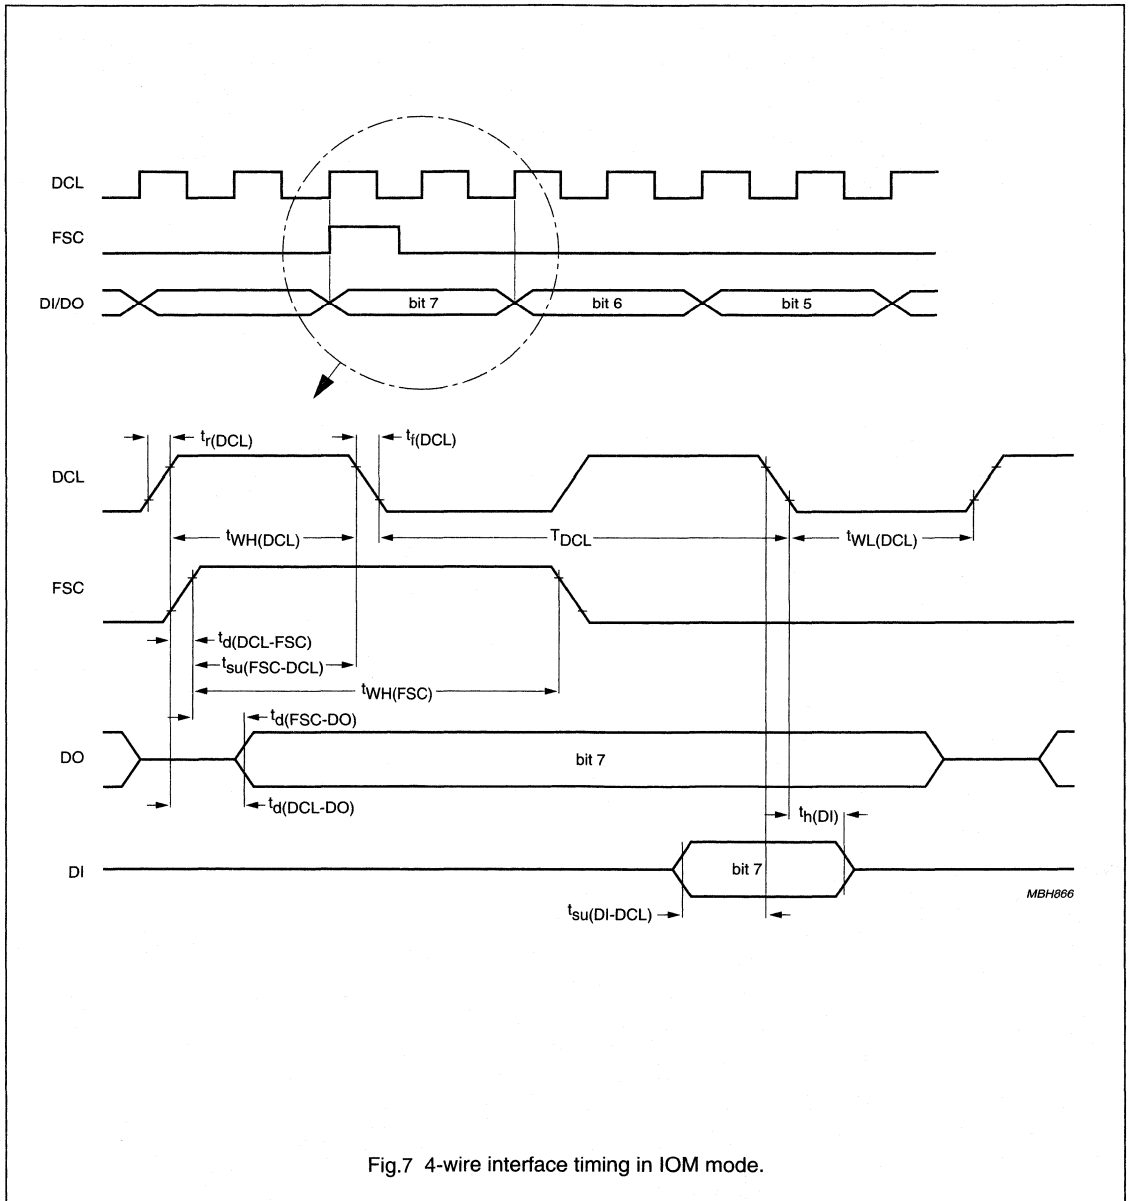 DCL
FSC
DI/DO
bit 7
bit 6
bit 5
tr(DCL)
tf(DCL)
DCL
tWH(DCL)
TDCL
tWL(DCL)
FSC
td(DCL-FSC)
tsu(FSC-DCL)
tWH(FSC)
td(FSC-DO)
DO
bit 7
td(DCL-DO)
th(DI)
DI
bit 7
MBH866
tsu(DI-DCL)
Fig.7 4-wire interface timing in IOM mode.